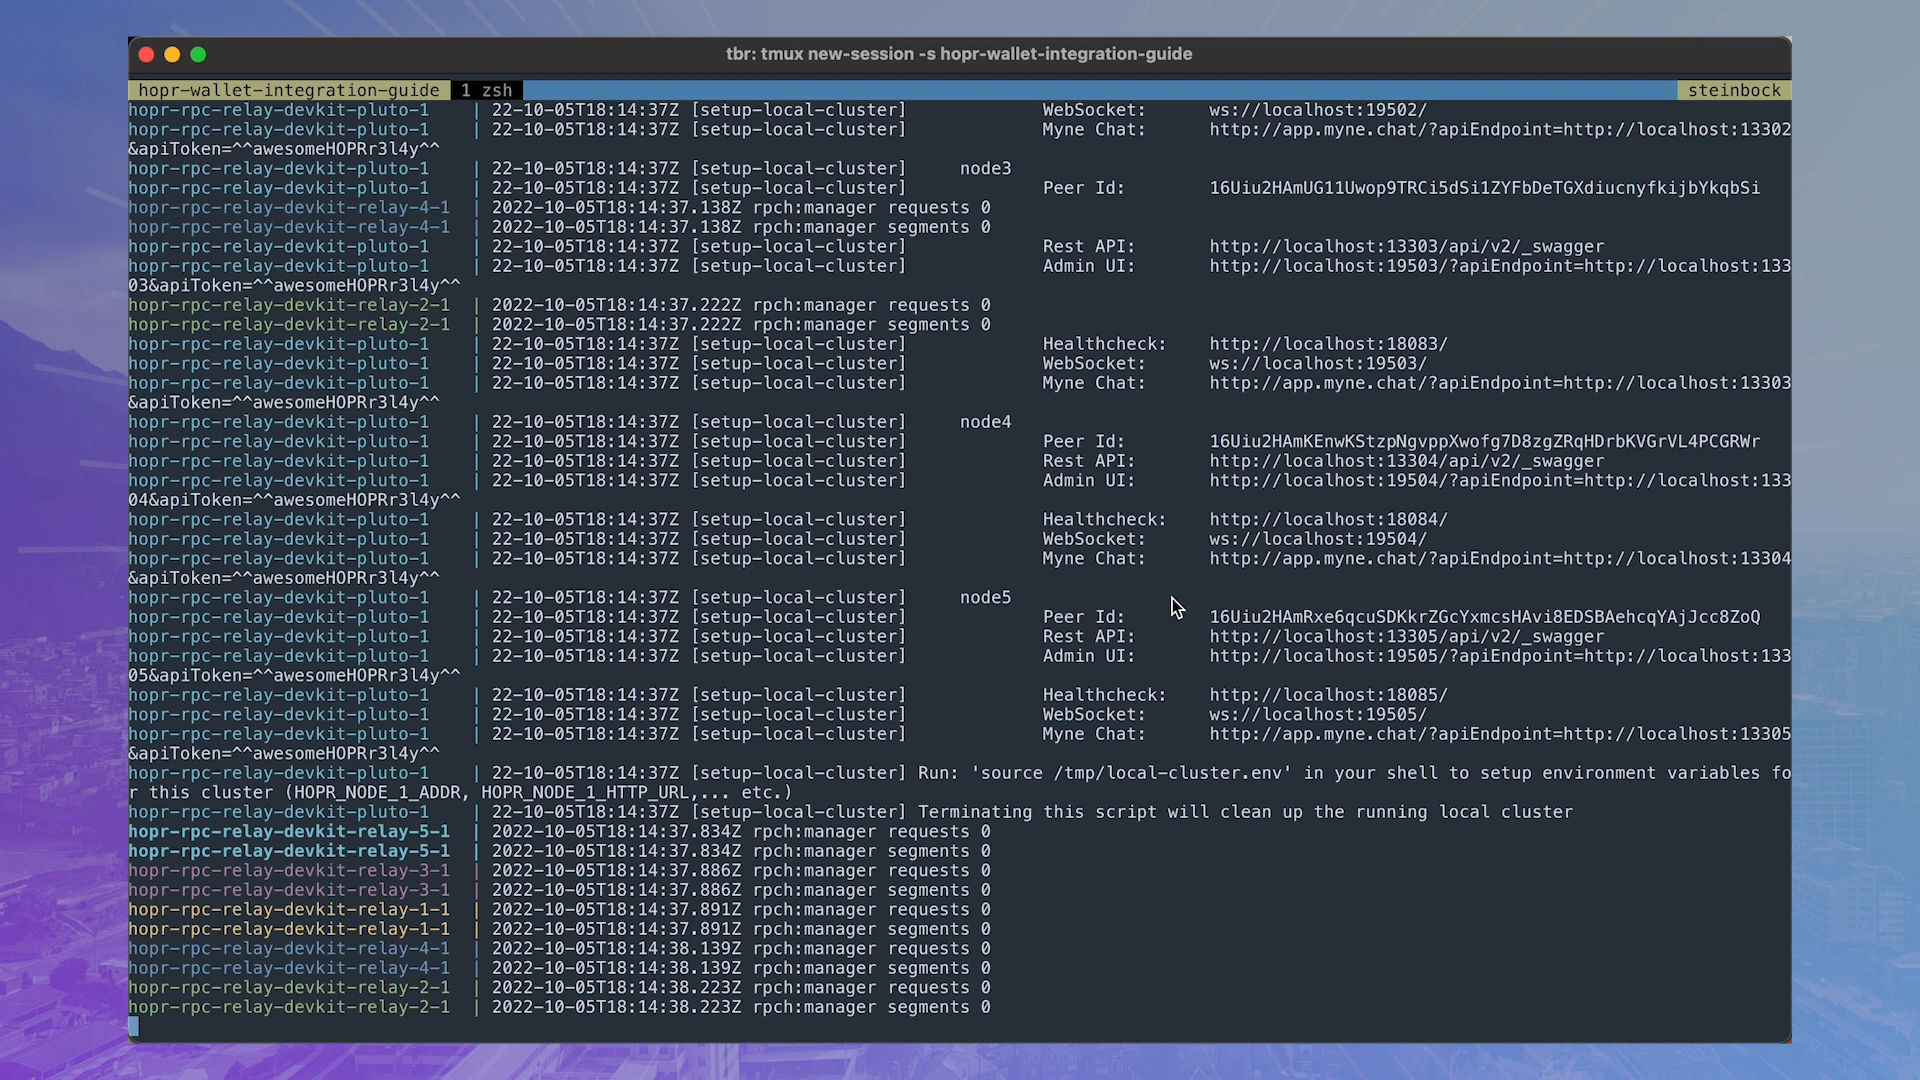 tbr: tmux new-session -s hopr-wallet-integration-guide
hopr-wallet-integration-guide 1 zsh steinbock
hopr-rpc-relay-devkit-pluto-1 | 22-10-05T18:14:37Z [setup-local-cluster] WebSocket: ws://localhost:19502/
hopr-rpc-relay-devkit-pluto-1 | 22-10-05T18:14:37Z [setup-local-cluster] Myne Chat: http://app.myne.chat/?apiEndpoint=http://localhost:13302
&apiToken=^^awesomeHOPRr3l4y^^
hopr-rpc-relay-devkit-pluto-1 | 22-10-05T18:14:37Z [setup-local-cluster] node3
hopr-rpc-relay-devkit-pluto-1 | 22-10-05T18:14:37Z [setup-local-cluster] Peer Id: 16Uiu2HAmUG11Uwop9TRCi5dSi1ZYFbDeTGXdiucnyfkijbYkqbSi
hopr-rpc-relay-devkit-relay-4-1 | 2022-10-05T18:14:37.138Z rpch:manager requests 0
hopr-rpc-relay-devkit-relay-4-1 | 2022-10-05T18:14:37.138Z rpch:manager segments 0
hopr-rpc-relay-devkit-pluto-1 | 22-10-05T18:14:37Z [setup-local-cluster] Rest API: http://localhost:13303/api/v2/_swagger
hopr-rpc-relay-devkit-pluto-1 | 22-10-05T18:14:37Z [setup-local-cluster] Admin UI: http://localhost:19503/?apiEndpoint=http://localhost:133
03&apiToken=^^awesomeHOPRr3l4y^^
hopr-rpc-relay-devkit-relay-2-1 | 2022-10-05T18:14:37.222Z rpch:manager requests 0
hopr-rpc-relay-devkit-relay-2-1 | 2022-10-05T18:14:37.222Z rpch:manager segments 0
hopr-rpc-relay-devkit-pluto-1 | 22-10-05T18:14:37Z [setup-local-cluster] Healthcheck: http://localhost:18083/
hopr-rpc-relay-devkit-pluto-1 | 22-10-05T18:14:37Z [setup-local-cluster] WebSocket: ws://localhost:19503/
hopr-rpc-relay-devkit-pluto-1 | 22-10-05T18:14:37Z [setup-local-cluster] Myne Chat: http://app.myne.chat/?apiEndpoint=http://localhost:13303
&apiToken=^^awesomeHOPRr3l4y^^
hopr-rpc-relay-devkit-pluto-1 | 22-10-05T18:14:37Z [setup-local-cluster] node4
hopr-rpc-relay-devkit-pluto-1 | 22-10-05T18:14:37Z [setup-local-cluster] Peer Id: 16Uiu2HAmKEnwKStzpNgvppXwofg7D8zgZRqHDrbKVGrVL4PCGRWr
hopr-rpc-relay-devkit-pluto-1 | 22-10-05T18:14:37Z [setup-local-cluster] Rest API: http://localhost:13304/api/v2/_swagger
hopr-rpc-relay-devkit-pluto-1 | 22-10-05T18:14:37Z [setup-local-cluster] Admin UI: http://localhost:19504/?apiEndpoint=http://localhost:133
04&apiToken=^^awesomeHOPRr3l4y^^
hopr-rpc-relay-devkit-pluto-1 | 22-10-05T18:14:37Z [setup-local-cluster] Healthcheck: http://localhost:18084/
hopr-rpc-relay-devkit-pluto-1 | 22-10-05T18:14:37Z [setup-local-cluster] WebSocket: ws://localhost:19504/
hopr-rpc-relay-devkit-pluto-1 | 22-10-05T18:14:37Z [setup-local-cluster] Myne Chat: http://app.myne.chat/?apiEndpoint=http://localhost:13304
&apiToken=^^awesomeHOPRr3l4y^^
hopr-rpc-relay-devkit-pluto-1 | 22-10-05T18:14:37Z [setup-local-cluster] node5
hopr-rpc-relay-devkit-pluto-1 | 22-10-05T18:14:37Z [setup-local-cluster] Peer Id: 16Uiu2HAmRxe6qcuSDKkrZGcYxmcsHAvi8EDSBAehcqYAjJcc8ZoQ
hopr-rpc-relay-devkit-pluto-1 | 22-10-05T18:14:37Z [setup-local-cluster] Rest API: http://localhost:13305/api/v2/_swagger
hopr-rpc-relay-devkit-pluto-1 | 22-10-05T18:14:37Z [setup-local-cluster] Admin UI: http://localhost:19505/?apiEndpoint=http://localhost:133
05&apiToken=^^awesomeHOPRr3l4y^^
hopr-rpc-relay-devkit-pluto-1 | 22-10-05T18:14:37Z [setup-local-cluster] Healthcheck: http://localhost:18085/
hopr-rpc-relay-devkit-pluto-1 | 22-10-05T18:14:37Z [setup-local-cluster] WebSocket: ws://localhost:19505/
hopr-rpc-relay-devkit-pluto-1 | 22-10-05T18:14:37Z [setup-local-cluster] Myne Chat: http://app.myne.chat/?apiEndpoint=http://localhost:13305
&apiToken=^^awesomeHOPRr3l4y^^
hopr-rpc-relay-devkit-pluto-1 | 22-10-05T18:14:37Z [setup-local-cluster] Run: 'source /tmp/local-cluster.env' in your shell to setup environment variables fo
r this cluster (HOPR_NODE_1_ADDR, HOPR_NODE_1_HTTP_URL,... etc.)
hopr-rpc-relay-devkit-pluto-1 | 22-10-05T18:14:37Z [setup-local-cluster] Terminating this script will clean up the running local cluster
hopr-rpc-relay-devkit-relay-5-1 | 2022-10-05T18:14:37.834Z rpch:manager requests 0
hopr-rpc-relay-devkit-relay-5-1 | 2022-10-05T18:14:37.834Z rpch:manager segments 0
hopr-rpc-relay-devkit-relay-3-1 | 2022-10-05T18:14:37.886Z rpch:manager requests 0
hopr-rpc-relay-devkit-relay-3-1 | 2022-10-05T18:14:37.886Z rpch:manager segments 0
hopr-rpc-relay-devkit-relay-1-1 | 2022-10-05T18:14:37.891Z rpch:manager requests 0
hopr-rpc-relay-devkit-relay-1-1 | 2022-10-05T18:14:37.891Z rpch:manager segments 0
hopr-rpc-relay-devkit-relay-4-1 | 2022-10-05T18:14:38.139Z rpch:manager requests 0
hopr-rpc-relay-devkit-relay-4-1 | 2022-10-05T18:14:38.139Z rpch:manager segments 0
hopr-rpc-relay-devkit-relay-2-1 | 2022-10-05T18:14:38.223Z rpch:manager requests 0
hopr-rpc-relay-devkit-relay-2-1 | 2022-10-05T18:14:38.223Z rpch:manager segments 0